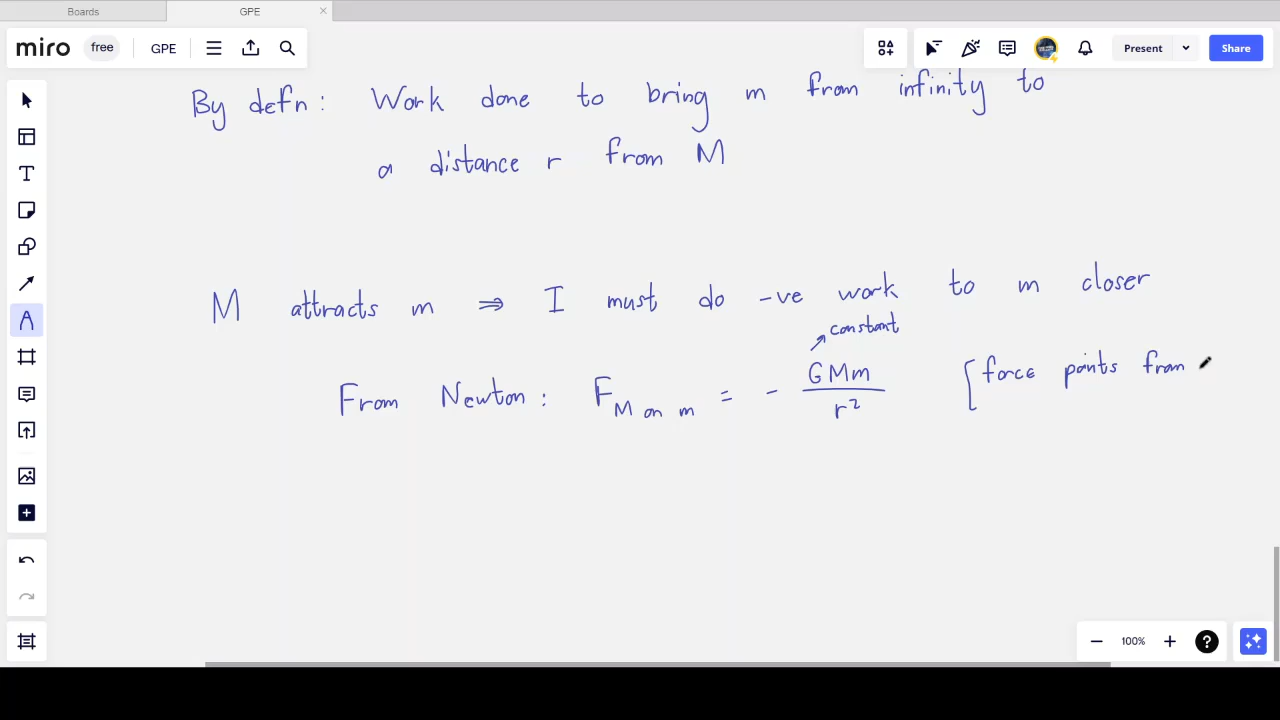 Boards GPE
miro free GPE Present Share
By defn: Work done to bring m from infinity to
a distance r from M
M attracts m ⇒ I must do -ve work to m closer
constant
From Newton: F_{M on m} = - GMm / r² [force points from
100%